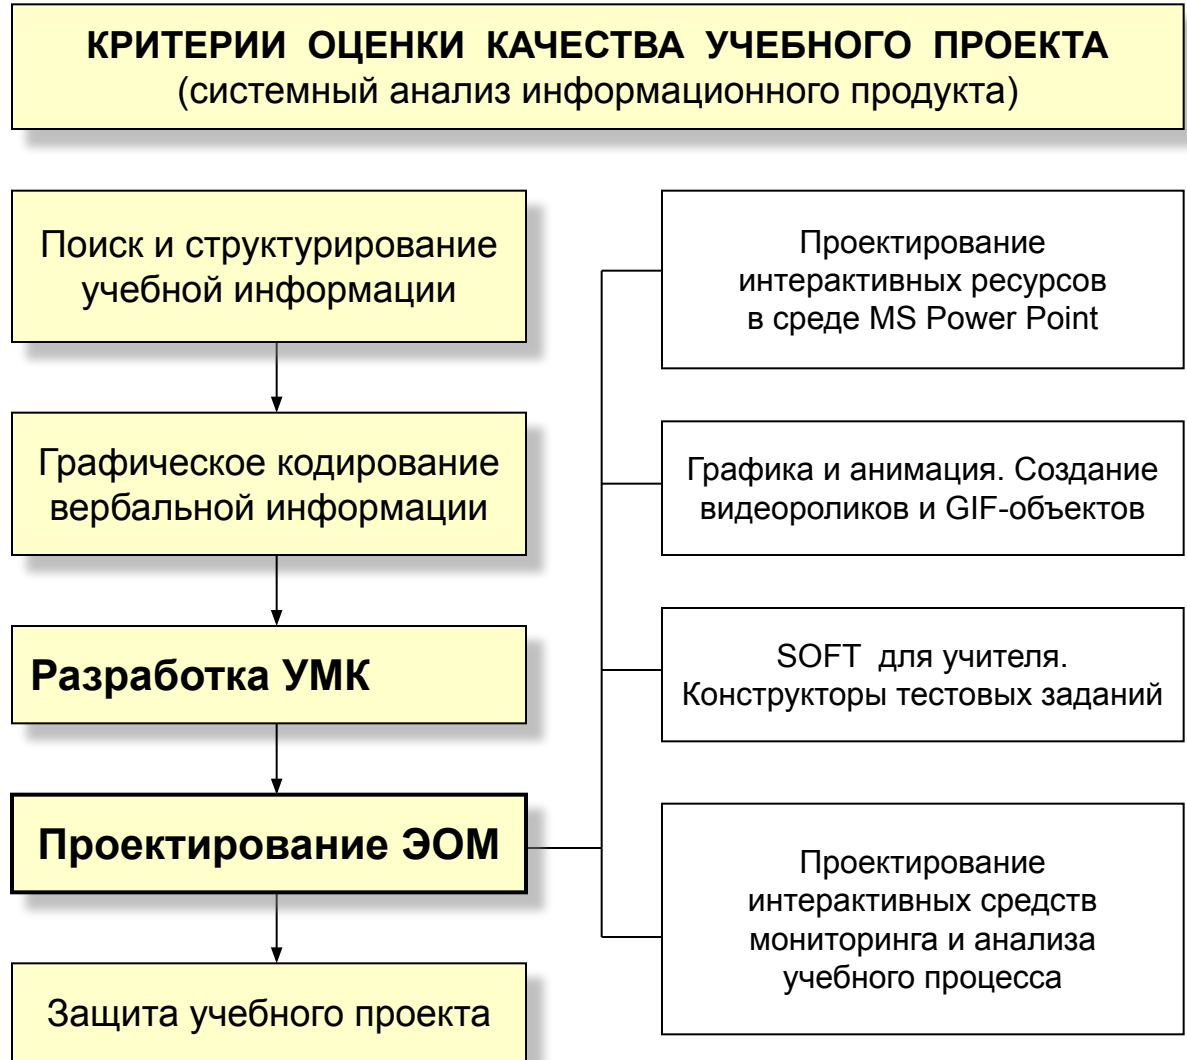 КРИТЕРИИ ОЦЕНКИ КАЧЕСТВА УЧЕБНОГО ПРОЕКТА
(системный анализ информационного продукта)
Поиск и структурирование
учебной информации
Графическое кодирование
вербальной информации
Разработка УМК
Проектирование ЭОМ
Защита учебного проекта
Проектирование
интерактивных ресурсов
в среде MS Power Point
Графика и анимация. Создание
видеороликов и GIF-объектов
SOFT для учителя.
Конструкторы тестовых заданий
Проектирование
интерактивных средств
мониторинга и анализа
учебного процесса